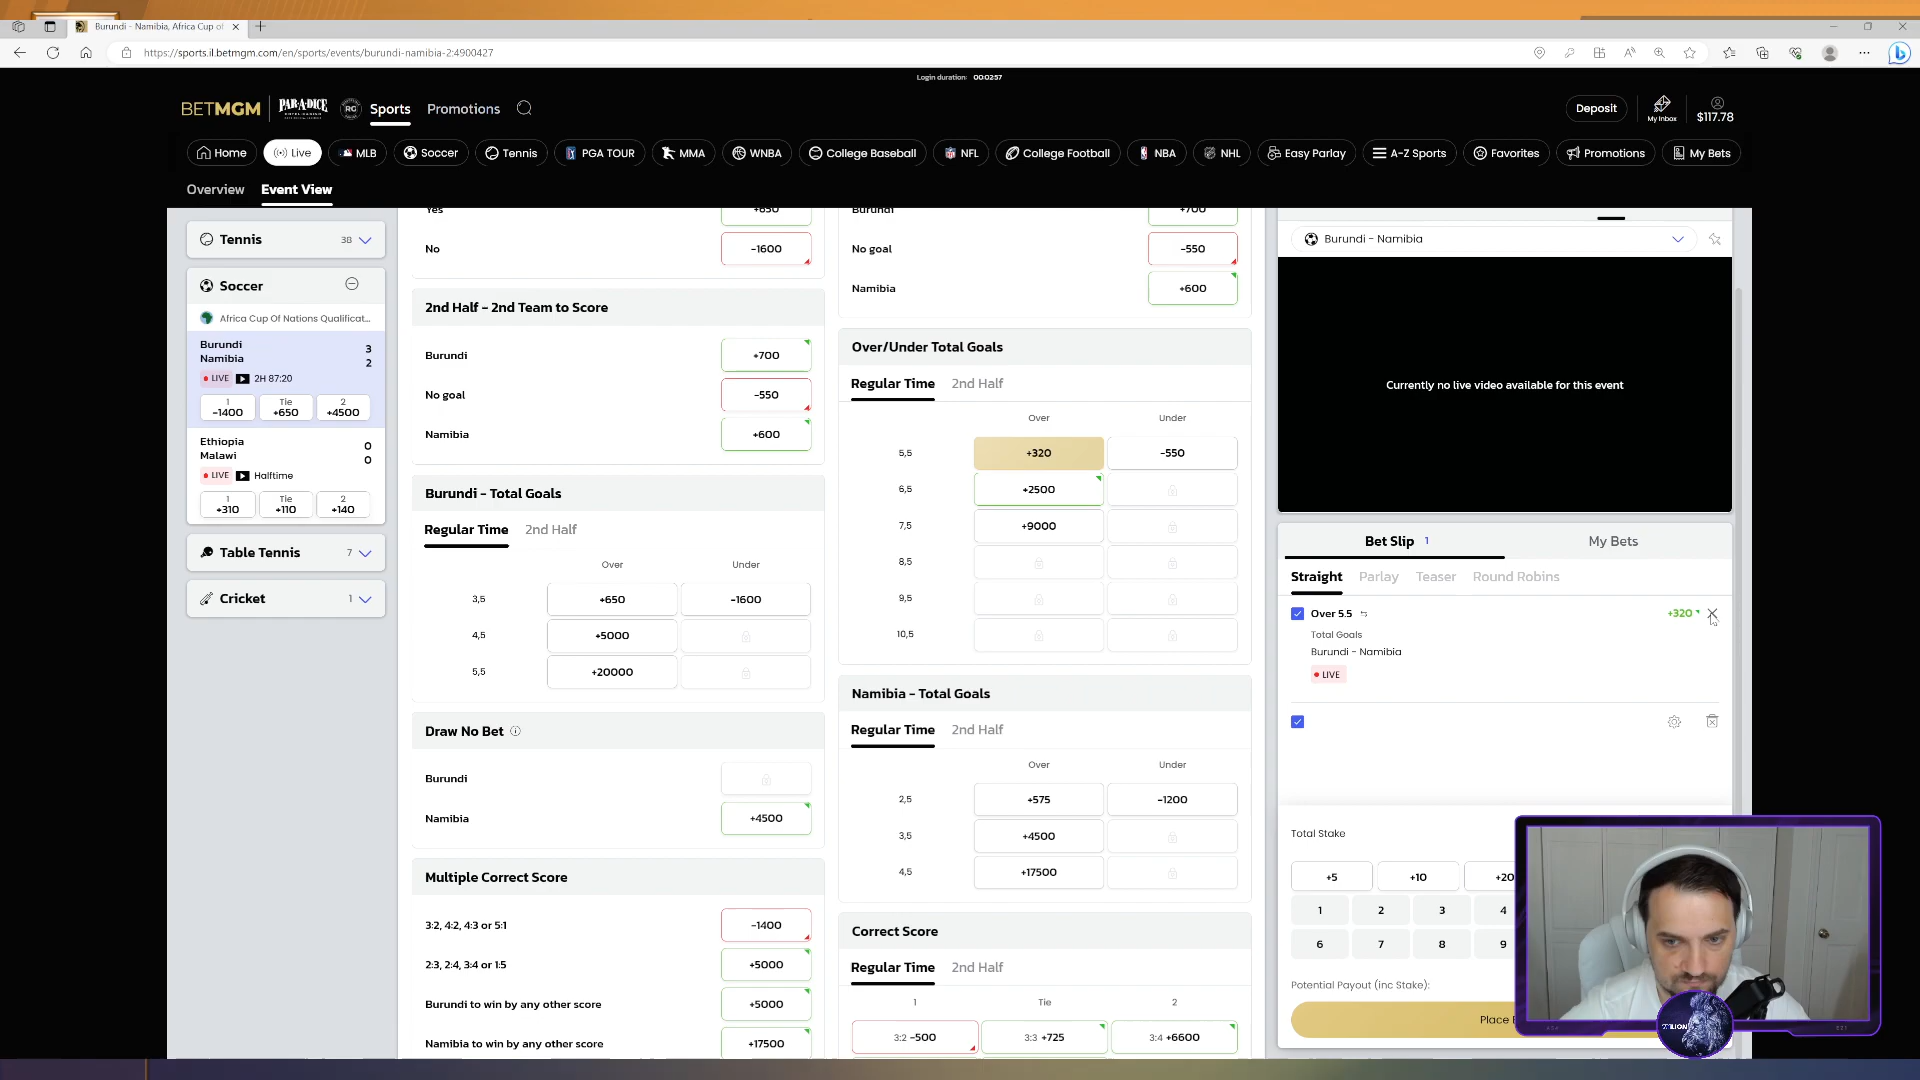 Burundi - Namibia, Africa Cup of
https://sports.il.betmgm.com/en/sports/events/burundi-namibia-2:4900427
Login duration: 00:02:57
BETMGM PAR-A-DICE RG Sports Promotions
Deposit My Inbox $117.78
Home Live MLB Soccer Tennis PGA TOUR MMA WNBA College Baseball NFL College Football NBA NHL Easy Parlay A-Z Sports Favorites Promotions My Bets
Overview Event View
Tennis 38
Soccer
Africa Cup Of Nations Qualificat...
Burundi 3
Namibia 2
LIVE 2H 87:20
1 Tie 2
-1400 +650 +4500
Ethiopia 0
Malawi 0
LIVE Halftime
1 Tie 2
+310 +110 +140
Table Tennis 7
Cricket 1
Yes +650
No -1600
2nd Half - 2nd Team to Score
Burundi +700
No goal -550
Namibia +600
Burundi - Total Goals
Regular Time 2nd Half
Over Under
3,5 +650 -1600
4,5 +5000
5,5 +20000
Draw No Bet
Burundi
Namibia +4500
Multiple Correct Score
3:2, 4:2, 4:3 or 5:1 -1400
2:3, 2:4, 3:4 or 1:5 +5000
Burundi to win by any other score +5000
Namibia to win by any other score +17500
Burundi +700
No goal -550
Namibia +600
Over/Under Total Goals
Regular Time 2nd Half
Over Under
5,5 +320 -550
6,5 +2500
7,5 +9000
8,5
9,5
10,5
Namibia - Total Goals
Regular Time 2nd Half
Over Under
2,5 +575 -1200
3,5 +4500
4,5 +17500
Correct Score
Regular Time 2nd Half
1 Tie 2
3:2 -500 3:3 +725 3:4 +6600
Burundi - Namibia
Currently no live video available for this event
Bet Slip 1 My Bets
Straight Parlay Teaser Round Robins
Over 5.5 +320
Total Goals
Burundi - Namibia
LIVE
Total Stake
+5 +10 +20
1 2 3 4
6 7 8 9
Potential Payout (inc Stake):
Place